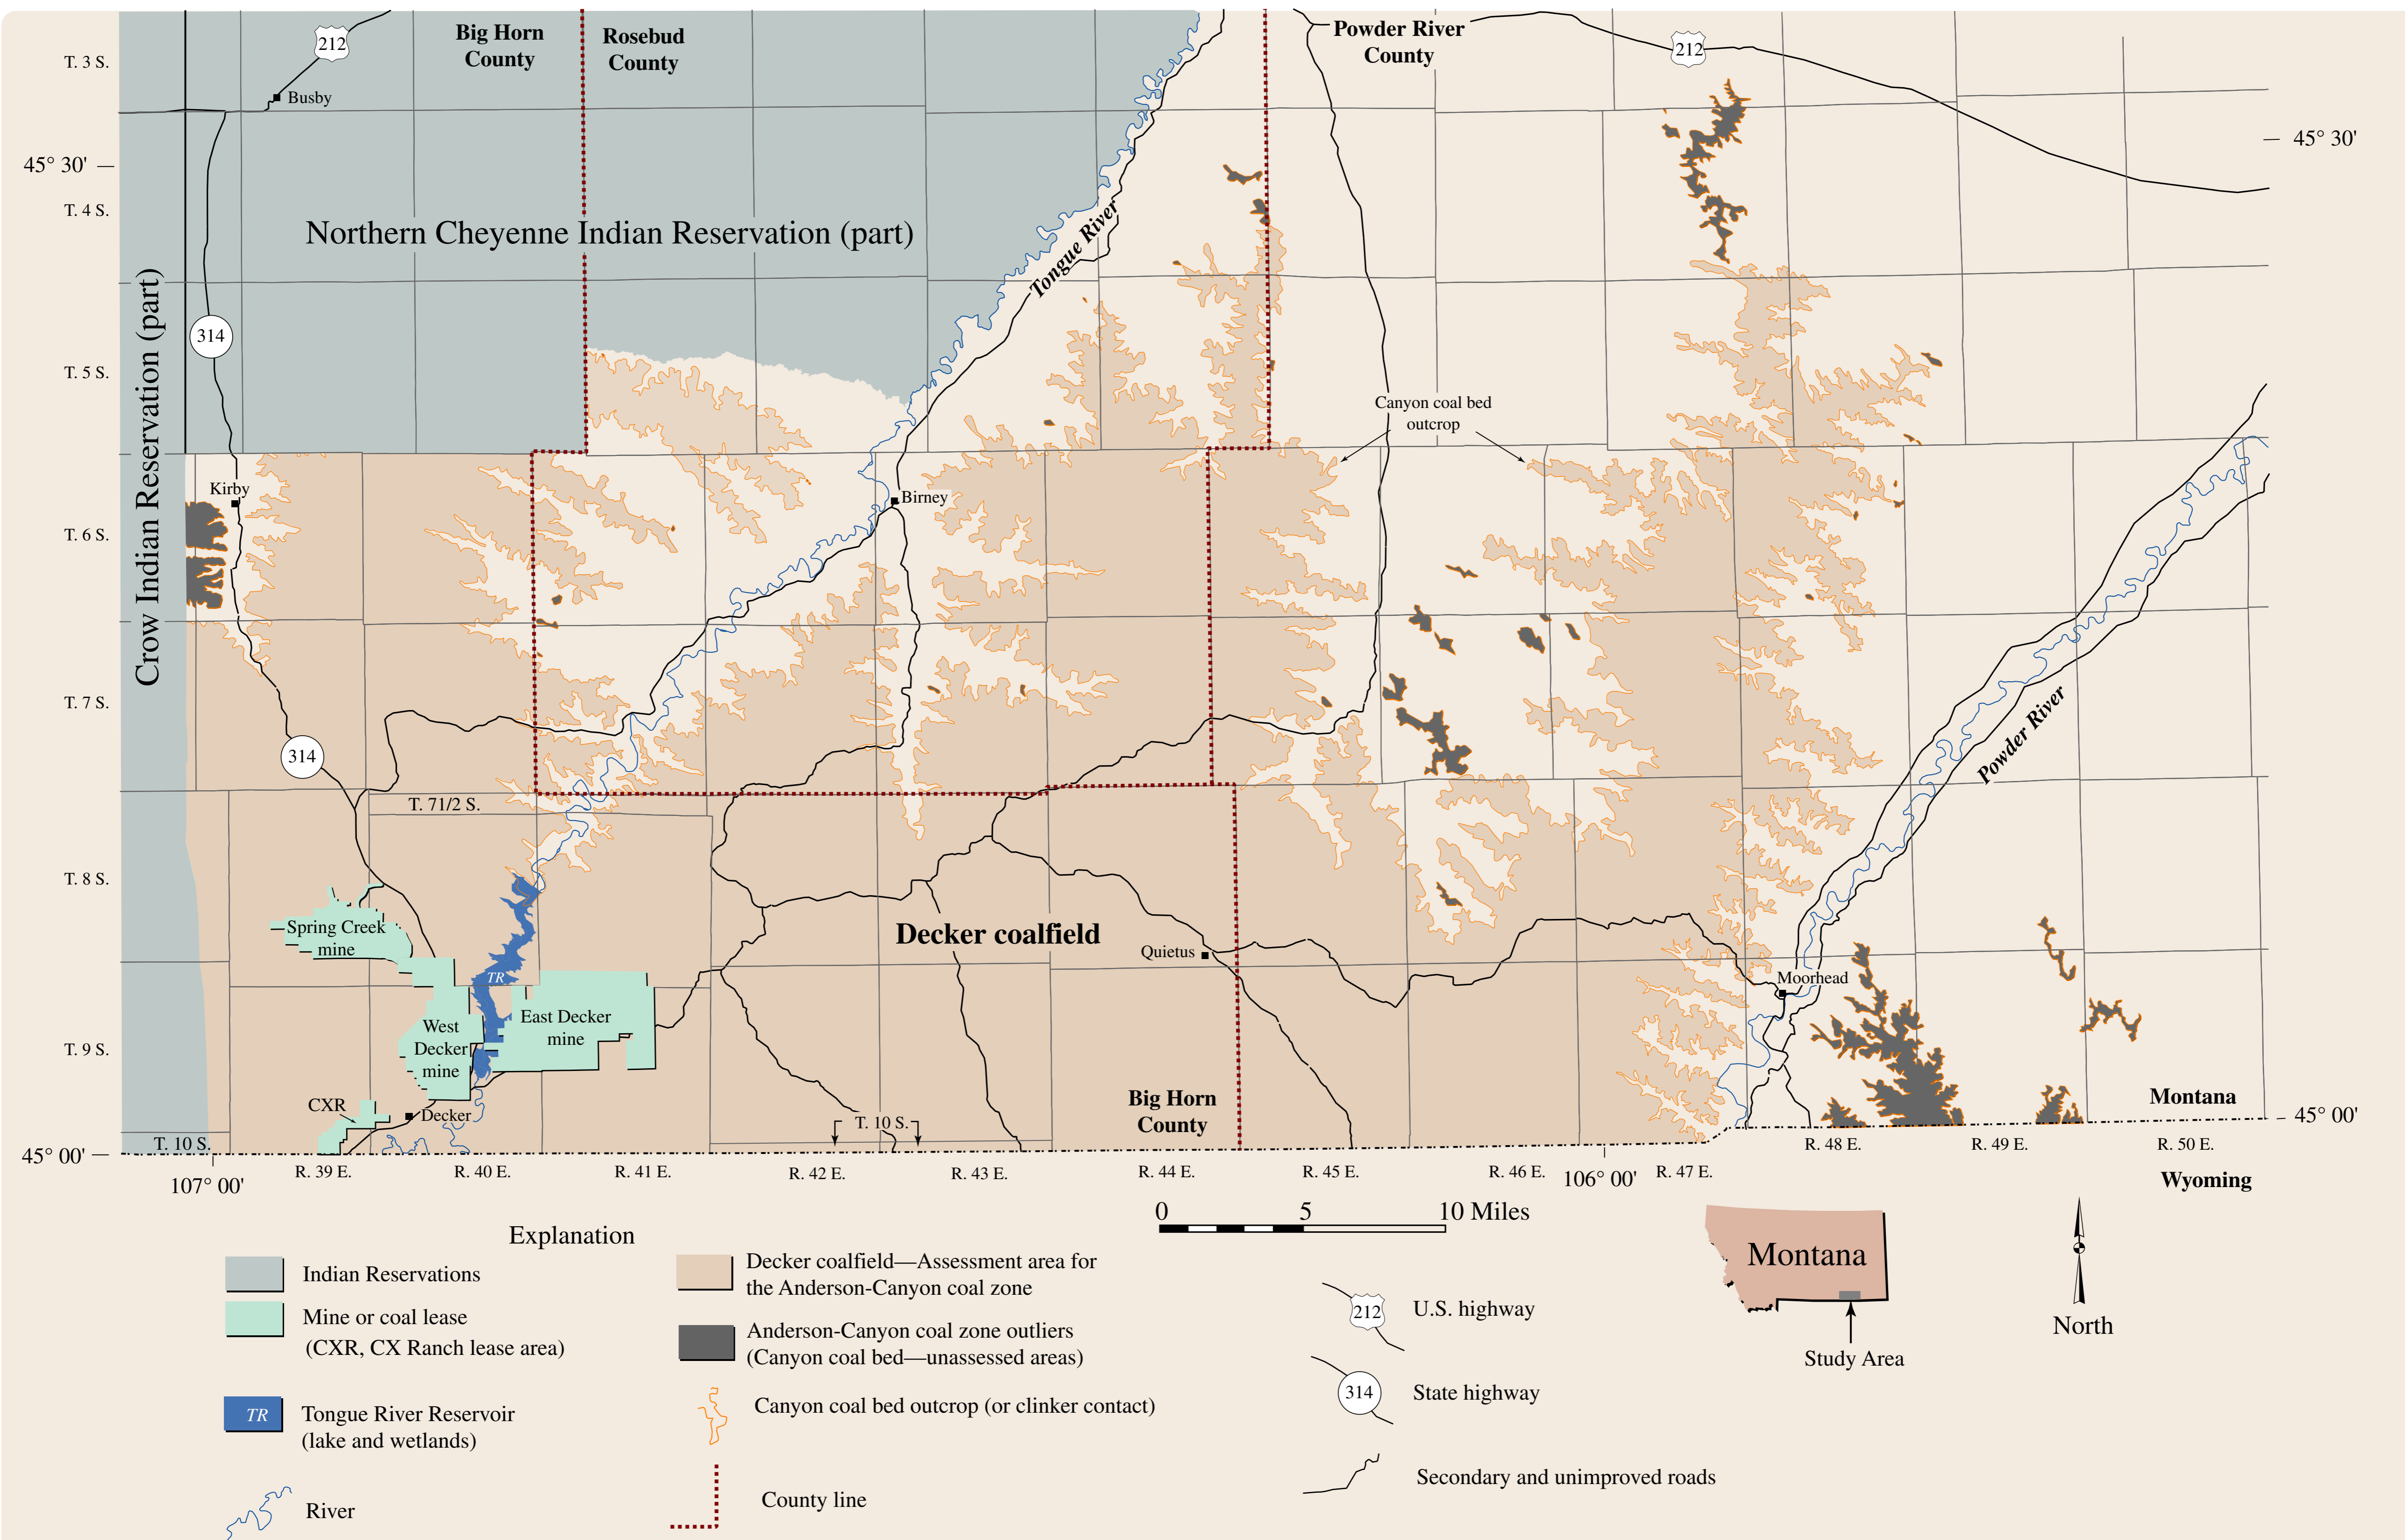 Big Horn
County
Rosebud
County
Powder River
County
212
212
T. 3 S.
Busby
45° 30'
45° 30'
T. 4 S.
Northern Cheyenne Indian Reservation (part)
Tongue River
Crow Indian Reservation (part)
314
T. 5 S.
Canyon coal bed
outcrop
Kirby
Birney
T. 6 S.
T. 7 S.
Powder River
314
T. 71/2 S.
T. 8 S.
Spring Creek
mine
Decker coalfield
Quietus
TR
Moorhead
West
Decker
mine
East Decker
mine
T. 9 S.
CXR
Decker
Big Horn
County
Montana
T. 10 S.
T. 10 S.
45° 00'
45° 00'
107° 00'
R. 39 E.
R. 40 E.
R. 41 E.
R. 42 E.
R. 43 E.
R. 44 E.
R. 45 E.
R. 46 E.
106° 00'
R. 47 E.
R. 48 E.
R. 49 E.
R. 50 E.
Wyoming
0 5 10 Miles
Explanation
Indian Reservations
Mine or coal lease
(CXR, CX Ranch lease area)
TR
Tongue River Reservoir
(lake and wetlands)
River
Decker coalfield—Assessment area for
the Anderson-Canyon coal zone
Anderson-Canyon coal zone outliers
(Canyon coal bed—unassessed areas)
Canyon coal bed outcrop (or clinker contact)
County line
212
U.S. highway
314
State highway
Secondary and unimproved roads
Montana
Study Area
North